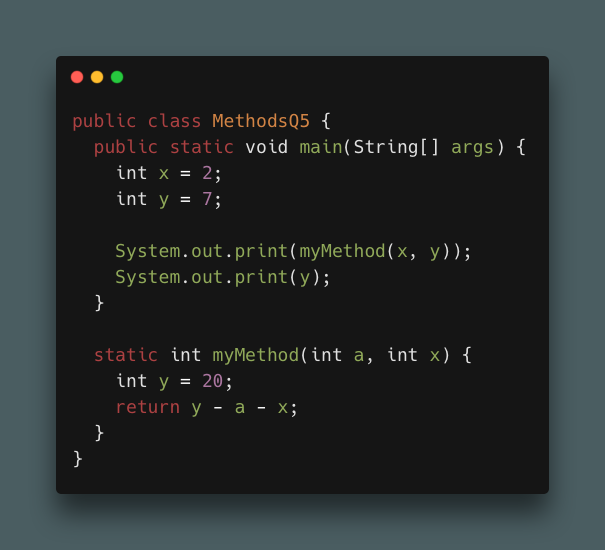 public class MethodsQ5 {
  public static void main(String[] args) {
    int x = 2;
    int y = 7;

    System.out.print(myMethod(x, y));
    System.out.print(y);
  }

  static int myMethod(int a, int x) {
    int y = 20;
    return y - a - x;
  }
}